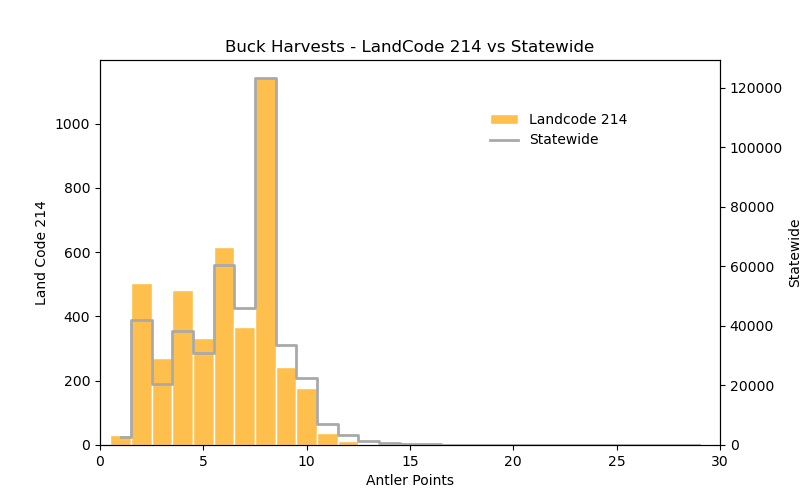 Buck Harvests - LandCode 214 vs Statewide
Landcode 214
Statewide
Land Code 214
1000
800
600
400
200
0
120000
100000
80000
60000
40000
20000
0
Statewide
0 5 10 15 20 25 30
Antler Points